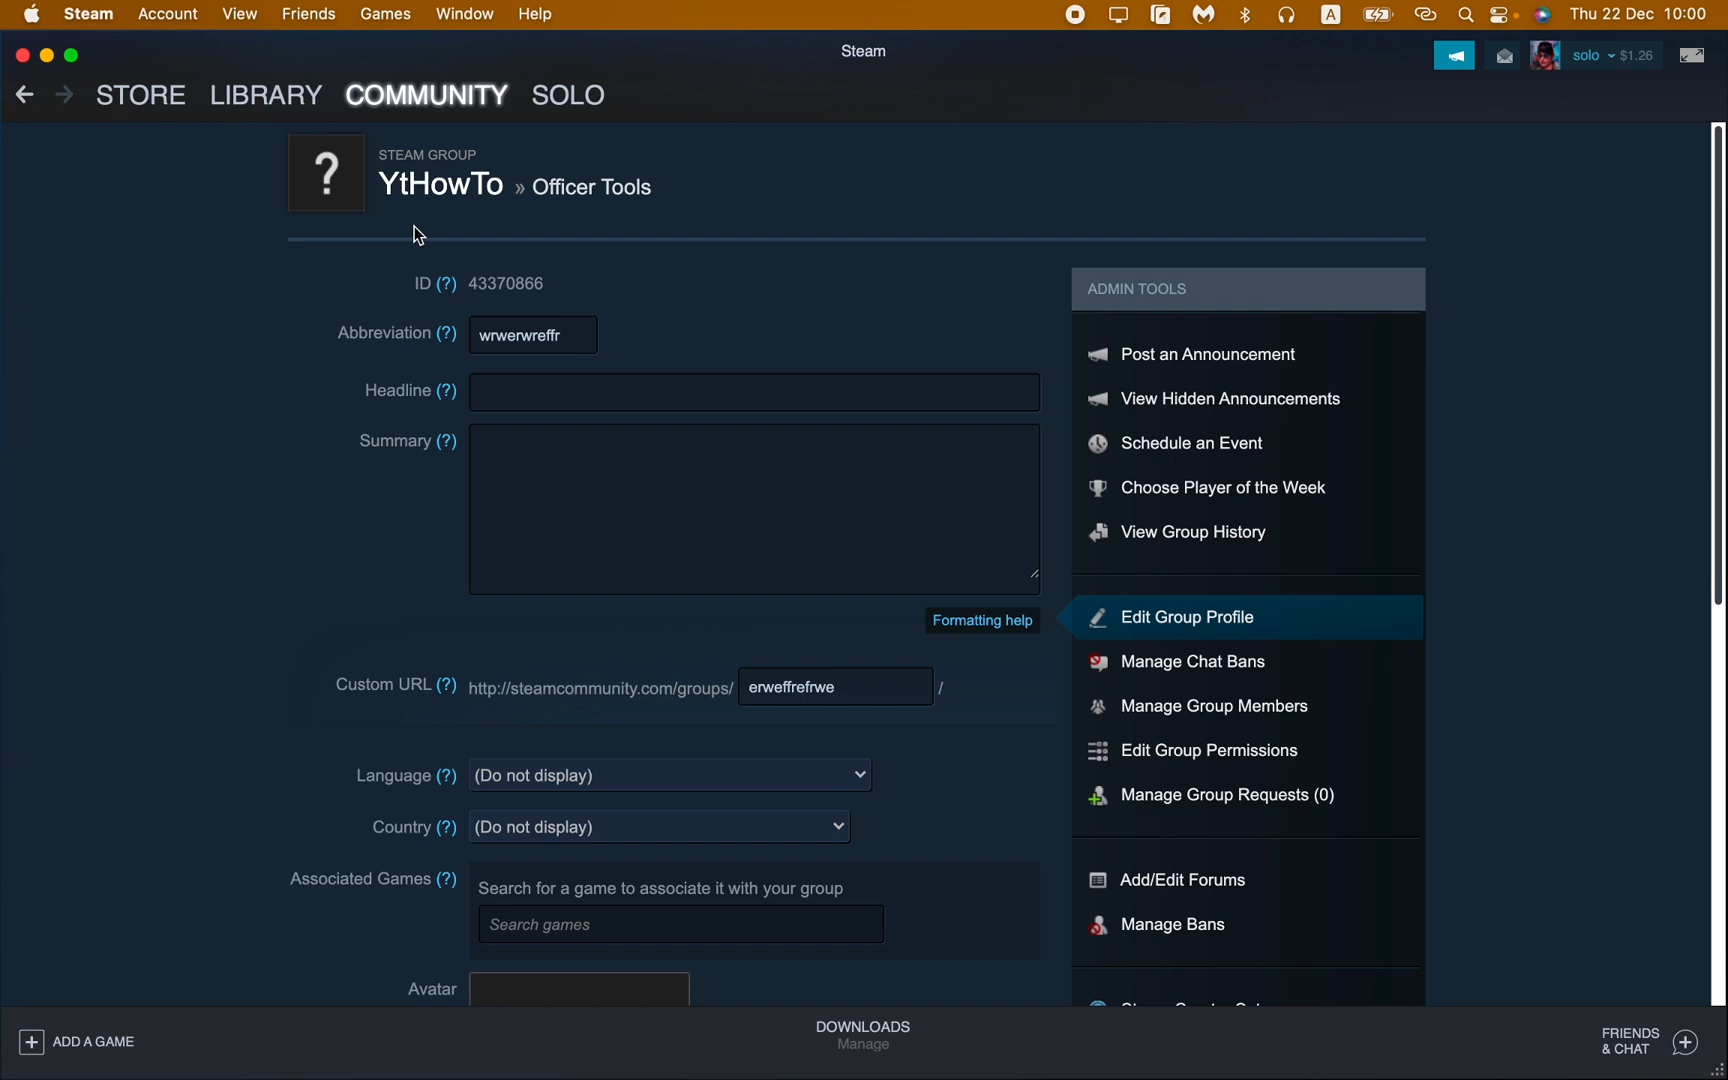 Steam Account View Friends Games Window Help A Thu 22 Dec 10:00
Steam
solo $1.26
STORE LIBRARY COMMUNITY SOLO
?
STEAM GROUP
YtHowTo » Officer Tools
ID (?) 43370866
Abbreviation (?) wrwerwreffr
Headline (?)
Summary (?)
Formatting help
Custom URL (?) http://steamcommunity.com/groups/ erweffrefrwe /
Language (?) (Do not display)
Country (?) (Do not display)
Associated Games (?) Search for a game to associate it with your group
Search games
Avatar
ADMIN TOOLS
Post an Announcement
View Hidden Announcements
Schedule an Event
Choose Player of the Week
View Group History
Edit Group Profile
Manage Chat Bans
Manage Group Members
Edit Group Permissions
Manage Group Requests (0)
Add/Edit Forums
Manage Bans
ADD A GAME
DOWNLOADS
Manage
FRIENDS
& CHAT